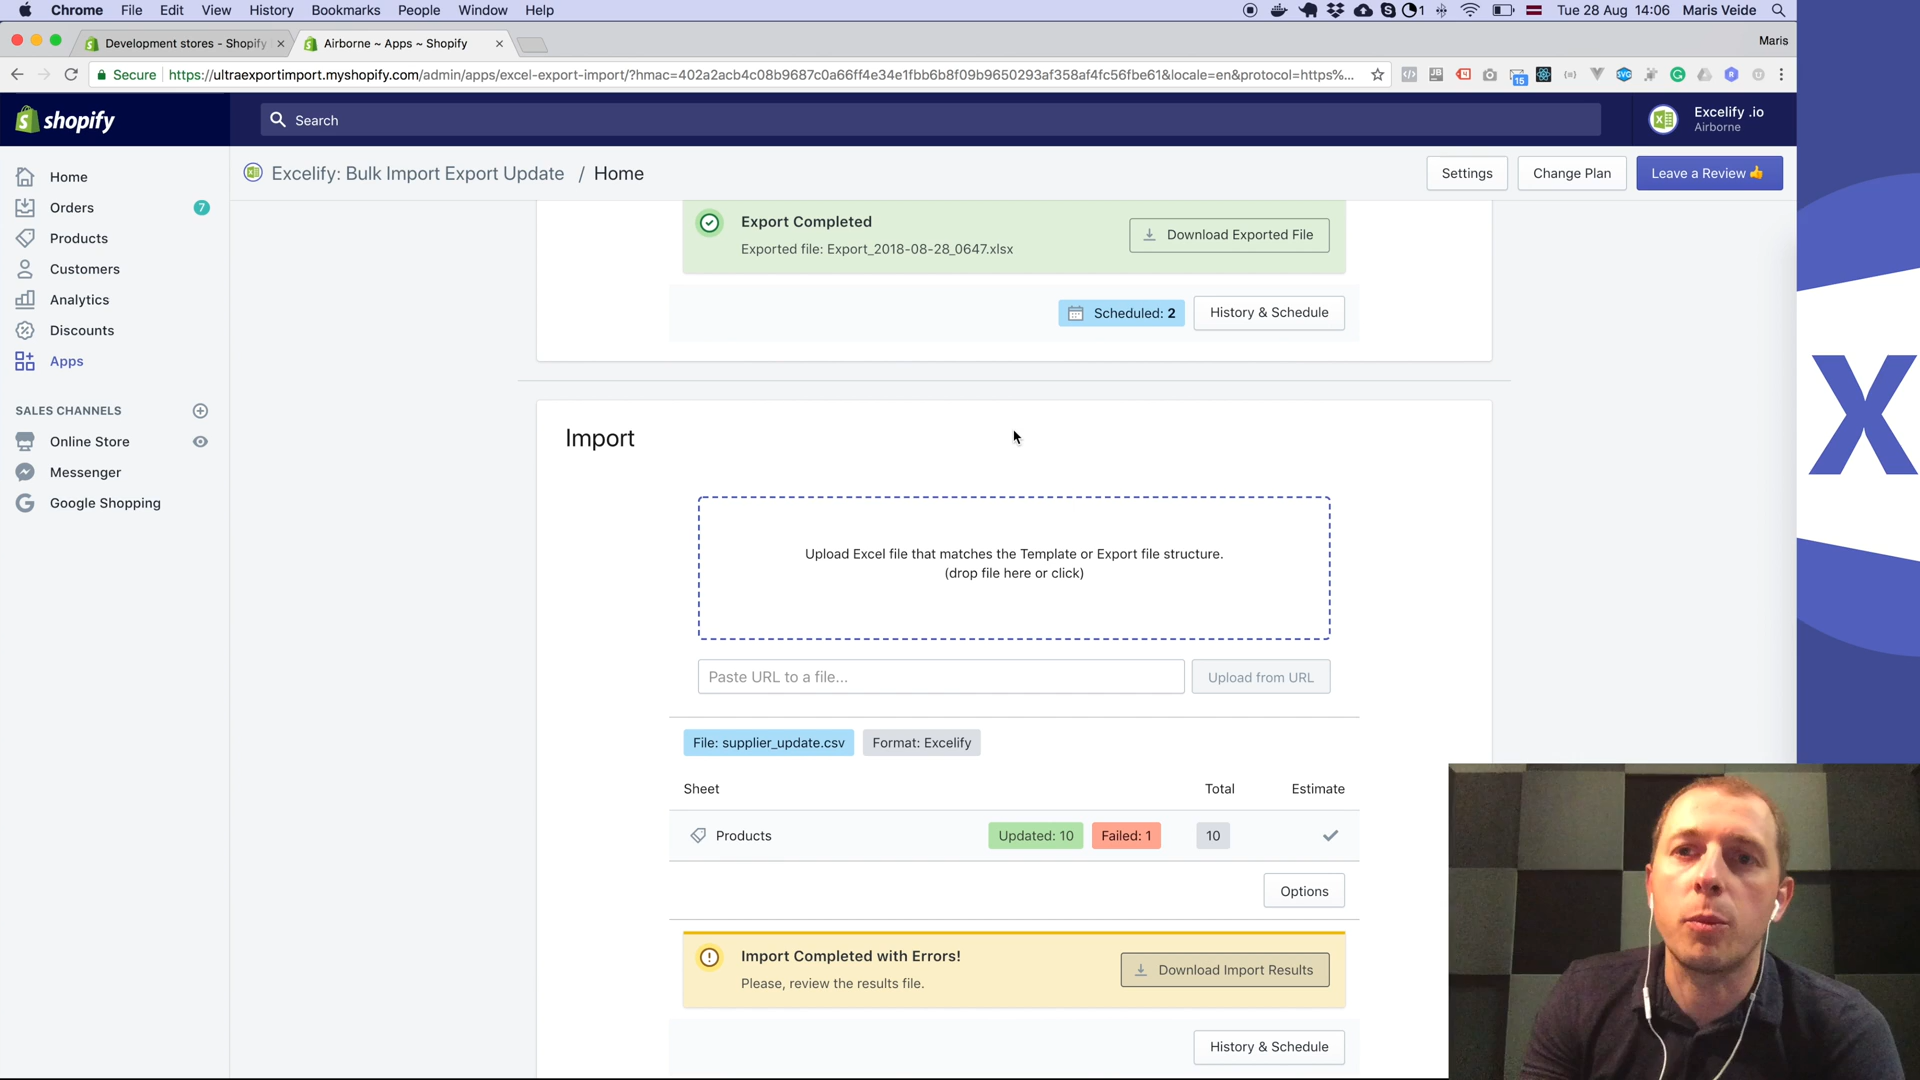 Chrome File Edit View History Bookmarks People Window Help
1 Tue 28 Aug 14:06 Maris Veide
Development stores - Shopify
Airborne ~ Apps ~ Shopify
Maris
Secure https://ultraexportimport.myshopify.com/admin/apps/excel-export-import/?hmac=402a2acb4c08b9687c0a66ff4e34e1fbb6b8f09b9650293af358af4fc56fbe61&locale=en&protocol=https%...
JB
15
SVG
shopify
Search
Excelify .io
Airborne
Excelify: Bulk Import Export Update / Home
Settings
Change Plan
Leave a Review
Home
Orders 7
Products
Customers
Analytics
Discounts
Apps
SALES CHANNELS
Online Store
Messenger
Google Shopping
Export Completed
Exported file: Export_2018-08-28_0647.xlsx
Download Exported File
Scheduled: 2
History & Schedule
Import
Upload Excel file that matches the Template or Export file structure.
(drop file here or click)
Paste URL to a file...
Upload from URL
File: supplier_update.csv
Format: Excelify
Sheet Total Estimate
Products Updated: 10 Failed: 1 10
Options
Import Completed with Errors!
Please, review the results file.
Download Import Results
History & Schedule
X